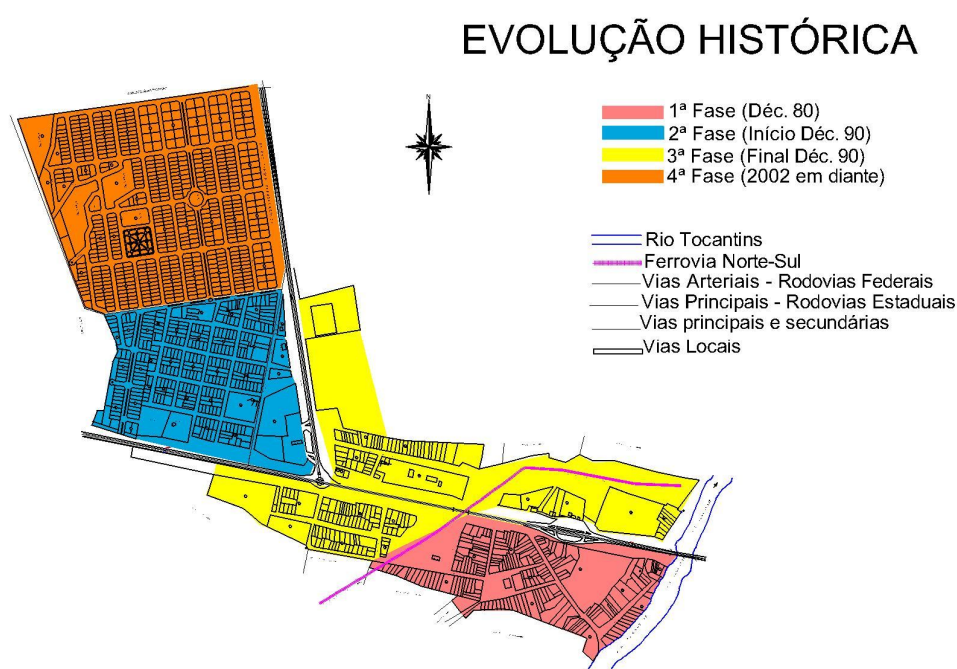 EVOLUÇÃO HISTÓRICA
N
1ª Fase (Déc. 80)
2ª Fase (Início Déc. 90)
3ª Fase (Final Déc. 90)
4ª Fase (2002 em diante)
Rio Tocantins
Ferrovia Norte-Sul
Vias Arteriais - Rodovias Federais
Vias Principais - Rodovias Estaduais
Vias principais e secundárias
Vias Locais